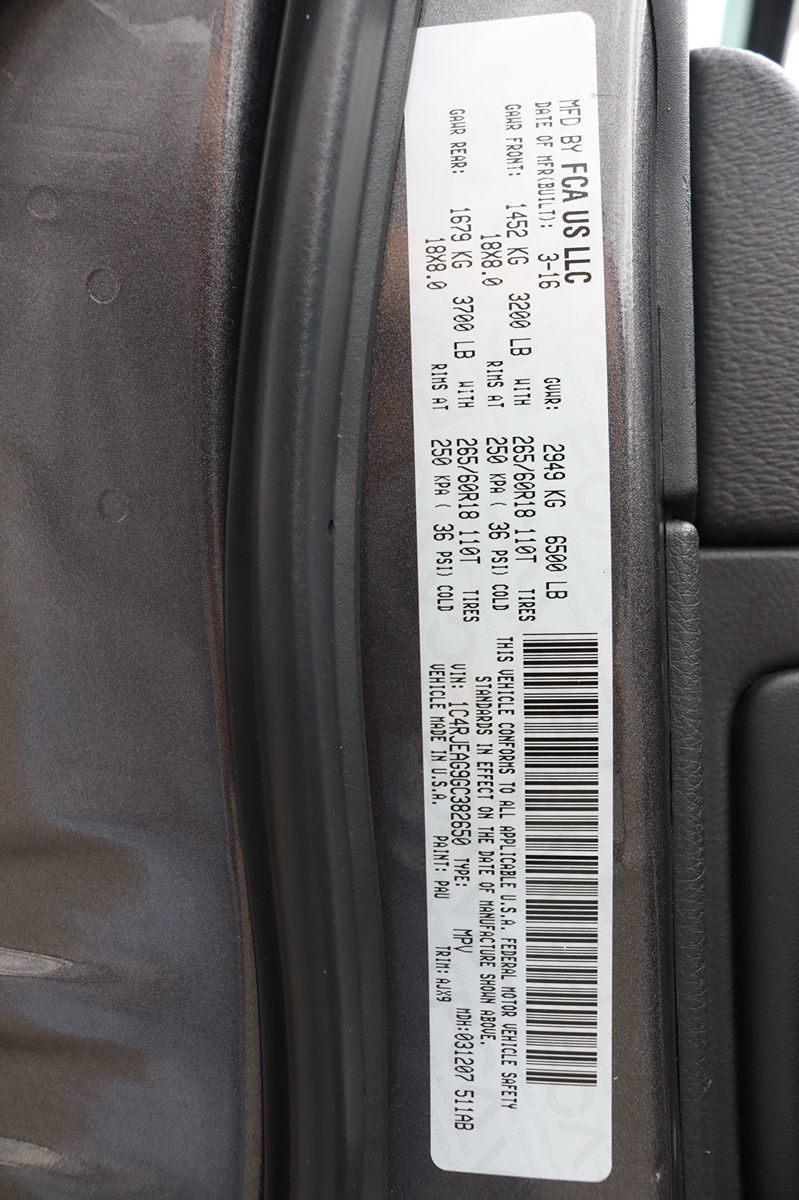 MFD BY FCA US LLC
DATE OF MFR(BUILT): 3-16 GVWR: 2949 KG 6500 LB
GAWR FRONT: 1452 KG 3200 LB WITH 265/60R18 110T TIRES
18X8.0 RIMS AT 250 KPA ( 36 PSI) COLD
GAWR REAR: 1679 KG 3700 LB WITH 265/60R18 110T TIRES
18X8.0 RIMS AT 250 KPA ( 36 PSI) COLD
THIS VEHICLE CONFORMS TO ALL APPLICABLE U.S.A. FEDERAL MOTOR VEHICLE SAFETY
STANDARDS IN EFFECT ON THE DATE OF MANUFACTURE SHOWN ABOVE.
VIN: 1C4RJEAG9GC382650 TYPE: MPV MDH:031207 511AB
VEHICLE MADE IN U.S.A. PAINT: PAU TRIM:AJX9